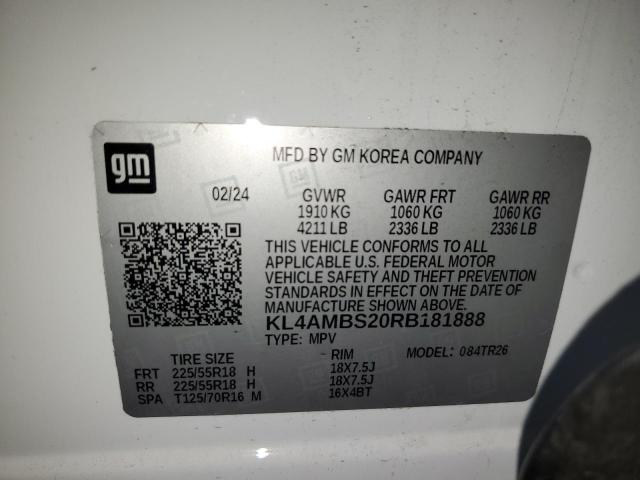 gm
MFD BY GM KOREA COMPANY
02/24 GVWR GAWR FRT GAWR RR
1910 KG 1060 KG 1060 KG
4211 LB 2336 LB 2336 LB
THIS VEHICLE CONFORMS TO ALL
APPLICABLE U.S. FEDERAL MOTOR
VEHICLE SAFETY AND THEFT PREVENTION
STANDARDS IN EFFECT ON THE DATE OF
MANUFACTURE SHOWN ABOVE.
KL4AMBS20RB181888
TYPE: MPV
TIRE SIZE RIM MODEL: 084TR26
FRT 225/55R18 H 18X7.5J
RR 225/55R18 H 18X7.5J
SPA T125/70R16 M 16X4BT